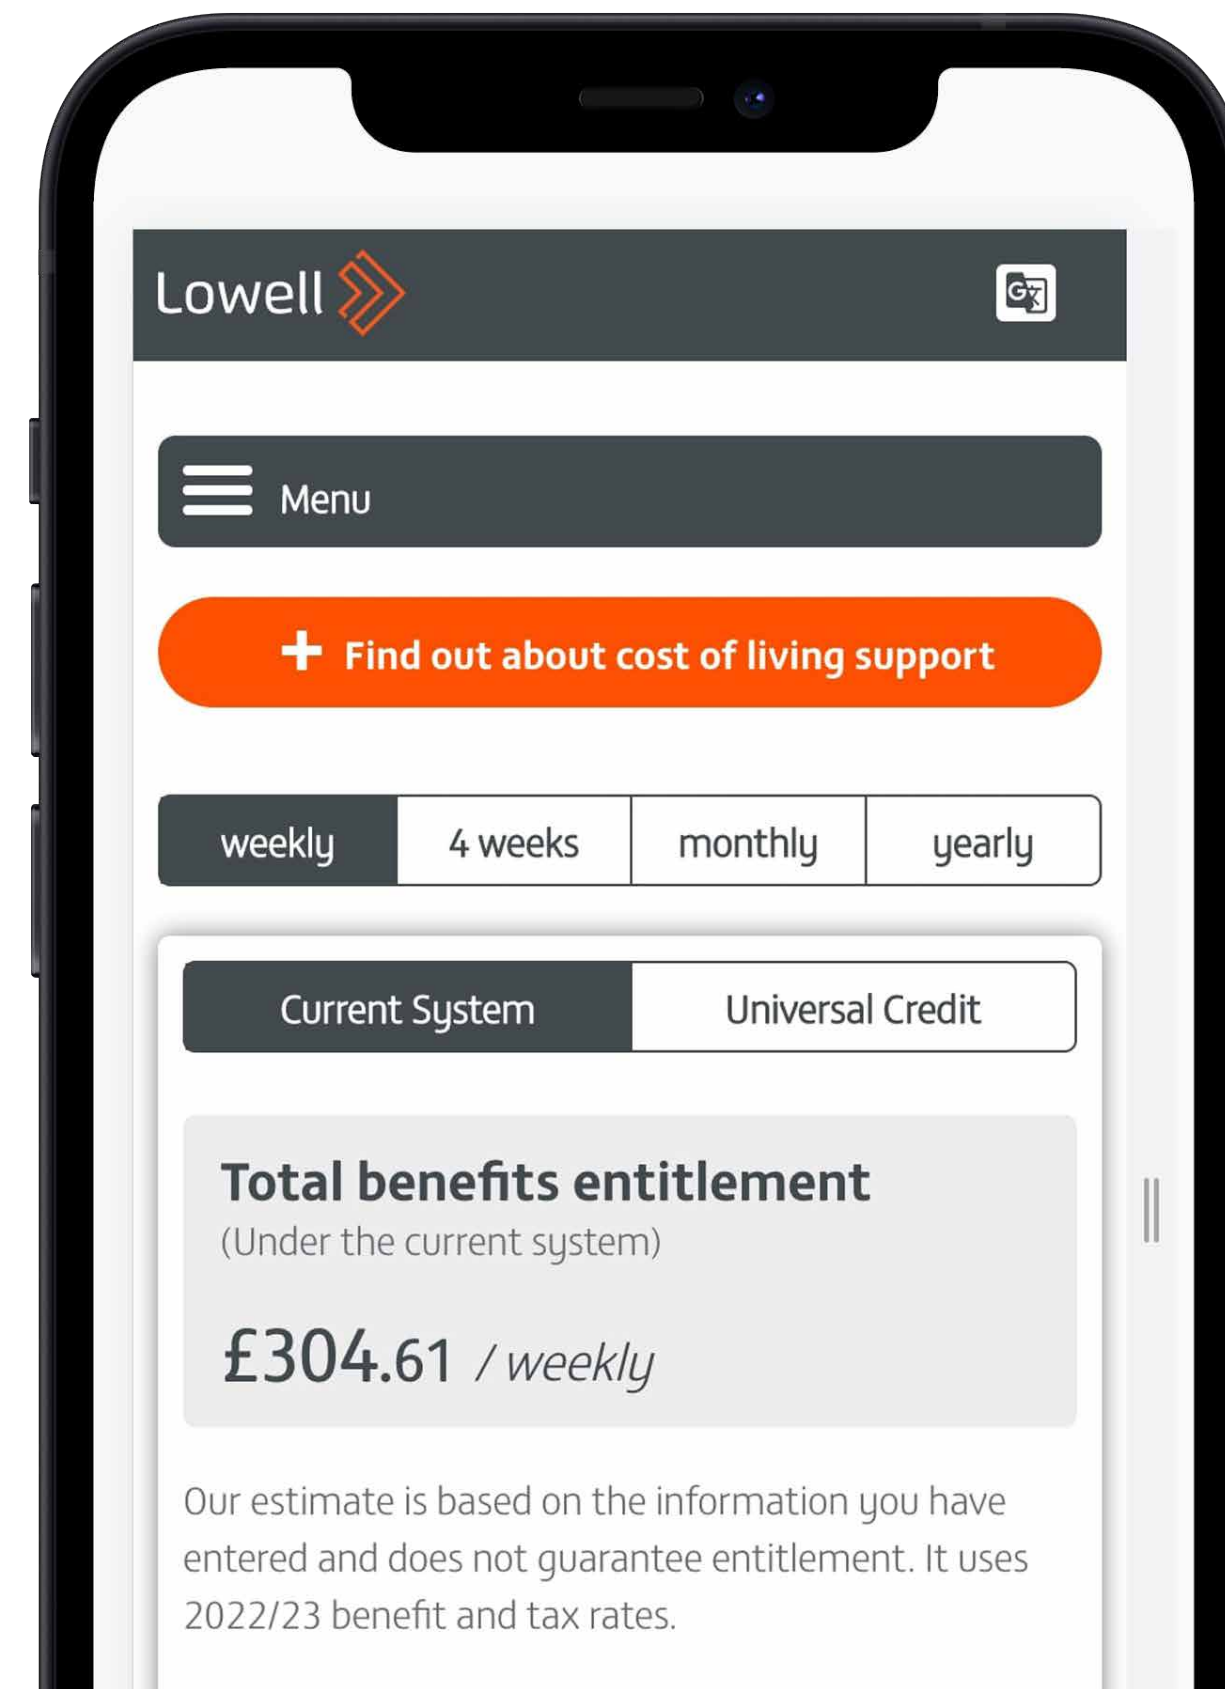 Lowell
Menu
+ Find out about cost of living support
weekly 4 weeks monthly yearly
Current System Universal Credit
Total benefits entitlement
(Under the current system)
£304.61 / weekly
Our estimate is based on the information you have
entered and does not guarantee entitlement. It uses
2022/23 benefit and tax rates.